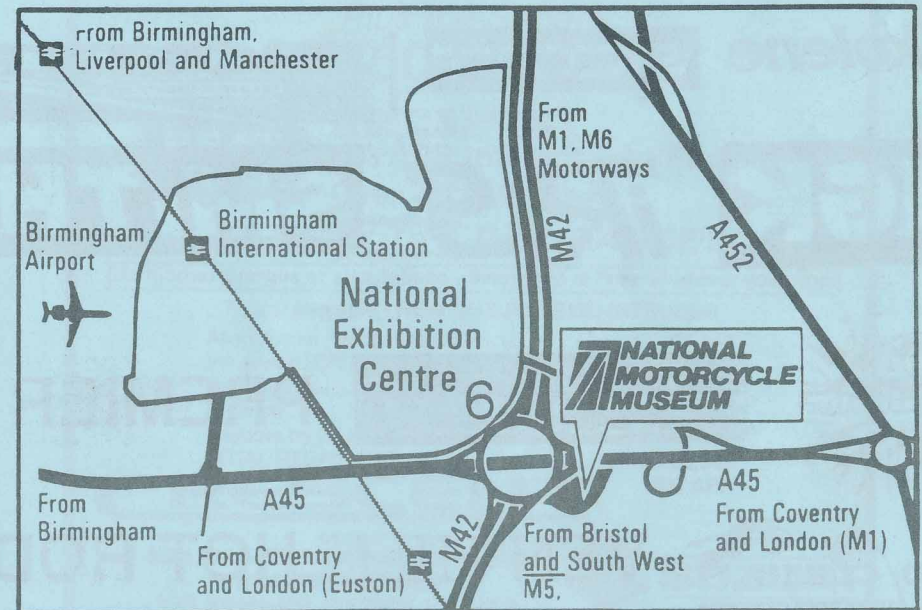 From Birmingham,
Liverpool and Manchester
From
M1, M6
Motorways
M42
A452
Birmingham
Airport
Birmingham
International Station
National
Exhibition
Centre
6
NATIONAL
MOTORCYCLE
MUSEUM
From
Birmingham
A45
From Coventry
and London (Euston)
M42
From Bristol
and South West
M5,
A45
From Coventry
and London (M1)